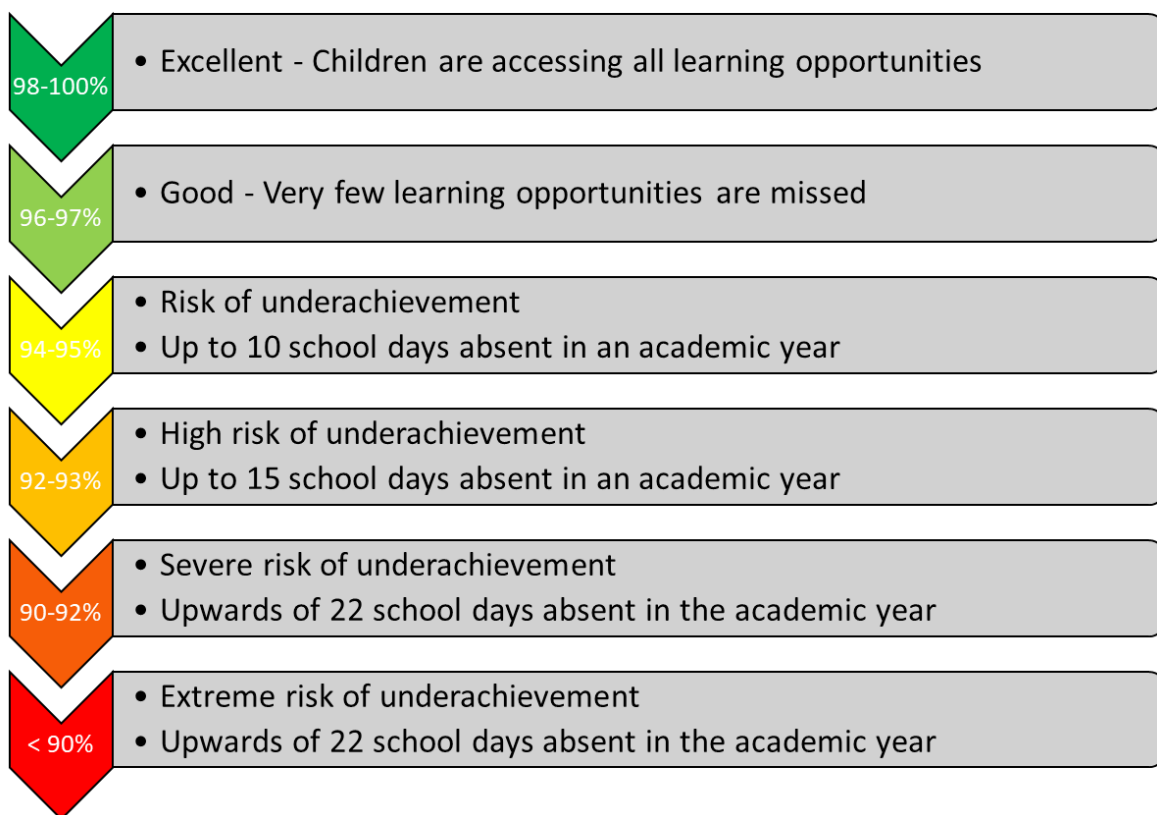 98-100%
• Excellent - Children are accessing all learning opportunities
96-97%
• Good - Very few learning opportunities are missed
94-95%
• Risk of underachievement
• Up to 10 school days absent in an academic year
92-93%
• High risk of underachievement
• Up to 15 school days absent in an academic year
90-92%
• Severe risk of underachievement
• Upwards of 22 school days absent in the academic year
< 90%
• Extreme risk of underachievement
• Upwards of 22 school days absent in the academic year